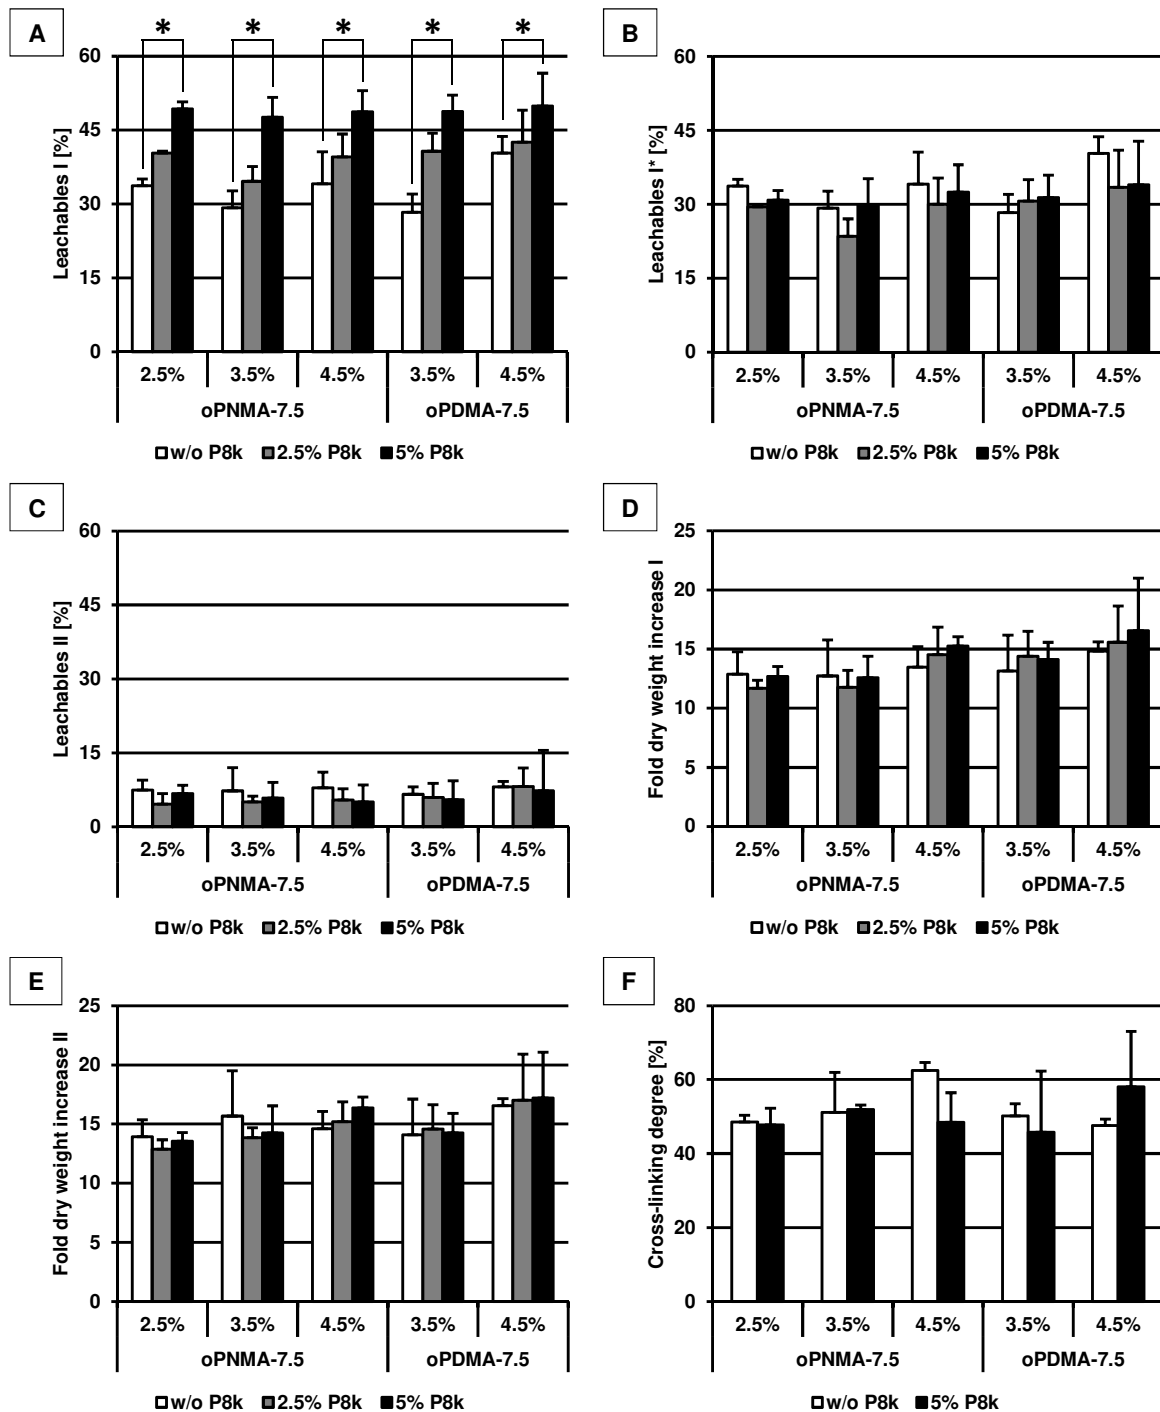 A
* * * * *
Leachables I [%]
60
45
30
15
0
2.5% 3.5% 4.5% 3.5% 4.5%
oPNMA-7.5 oPDMA-7.5
w/o P8k 2.5% P8k 5% P8k
B
Leachables I* [%]
60
45
30
15
0
2.5% 3.5% 4.5% 3.5% 4.5%
oPNMA-7.5 oPDMA-7.5
w/o P8k 2.5% P8k 5% P8k
C
Leachables II [%]
60
45
30
15
0
2.5% 3.5% 4.5% 3.5% 4.5%
oPNMA-7.5 oPDMA-7.5
w/o P8k 2.5% P8k 5% P8k
D
Fold dry weight increase I
25
20
15
10
5
0
2.5% 3.5% 4.5% 3.5% 4.5%
oPNMA-7.5 oPDMA-7.5
w/o P8k 2.5% P8k 5% P8k
E
Fold dry weight increase II
25
20
15
10
5
0
2.5% 3.5% 4.5% 3.5% 4.5%
oPNMA-7.5 oPDMA-7.5
w/o P8k 2.5% P8k 5% P8k
F
Cross-linking degree [%]
80
60
40
20
0
2.5% 3.5% 4.5% 3.5% 4.5%
oPNMA-7.5 oPDMA-7.5
w/o P8k 5% P8k